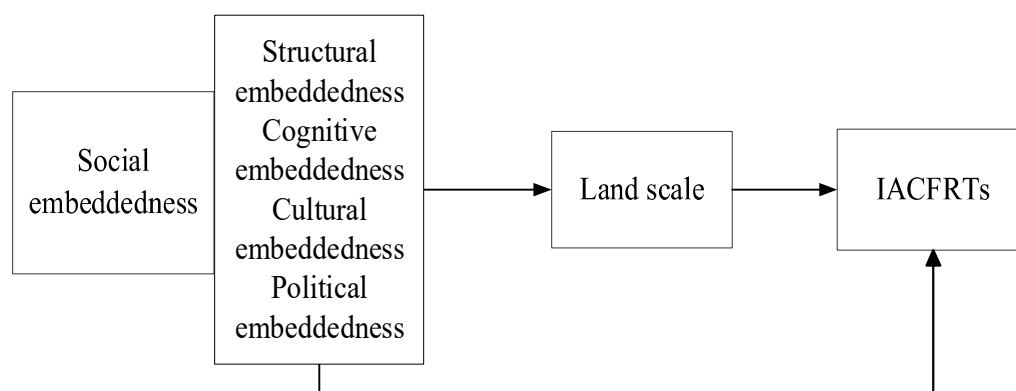 Social
embeddedness
Structural
embeddedness
Cognitive
embeddedness
Cultural
embeddedness
Political
embeddedness
Land scale
IACFRTs